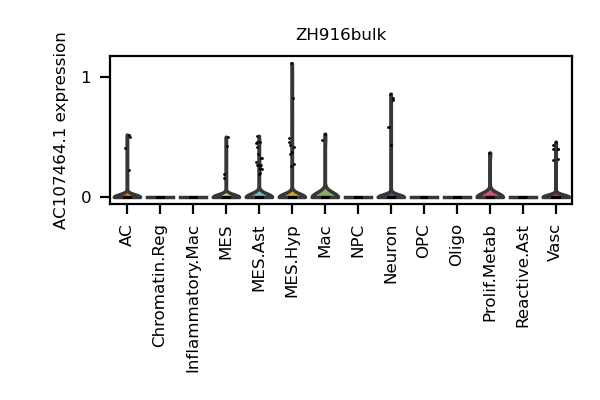 ZH916bulk
AC107464.1 expression
1
0
AC
Chromatin.Reg
Inflammatory.Mac
MES
MES.Ast
MES.Hyp
Mac
NPC
Neuron
OPC
Oligo
Prolif.Metab
Reactive.Ast
Vasc